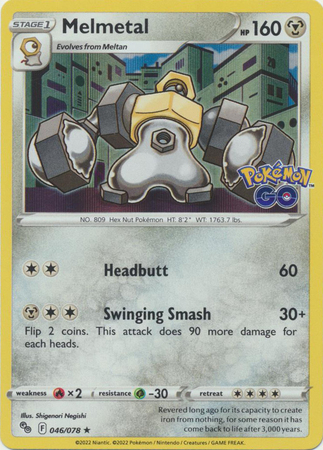 STAGE 1 Melmetal HP 160
Evolves from Meltan
Pokémon GO
NO. 809 Hex Nut Pokémon HT: 8'2" WT: 1763.7 lbs.
Headbutt 60
Swinging Smash 30+
Flip 2 coins. This attack does 90 more damage for
each heads.
weakness ×2 resistance -30 retreat
Illus. Shigenori Negishi
F 046/078 ★
Revered long ago for its capacity to create
iron from nothing, for some reason it has
come back to life after 3,000 years.
©2022 Niantic. ©2022 Pokémon / Nintendo / Creatures / GAME FREAK.